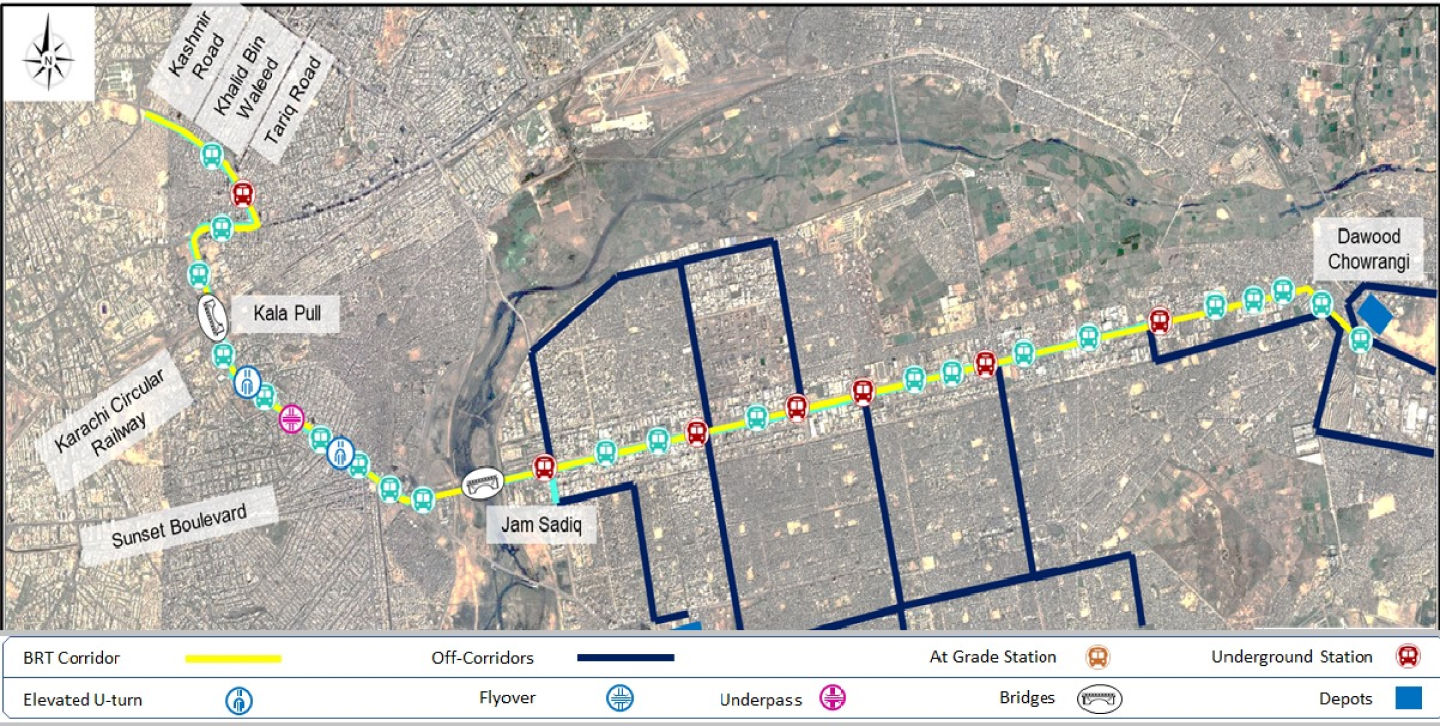 N
Kashmir
Road
Khalid Bin
Waleed
Tariq Road
Dawood
Chowrangi
Kala Pull
Karachi Circular
Railway
Sunset Boulevard
Jam Sadiq
BRT Corridor
Off-Corridors
At Grade Station
Underground Station
Elevated U-turn
Flyover
Underpass
Bridges
Depots